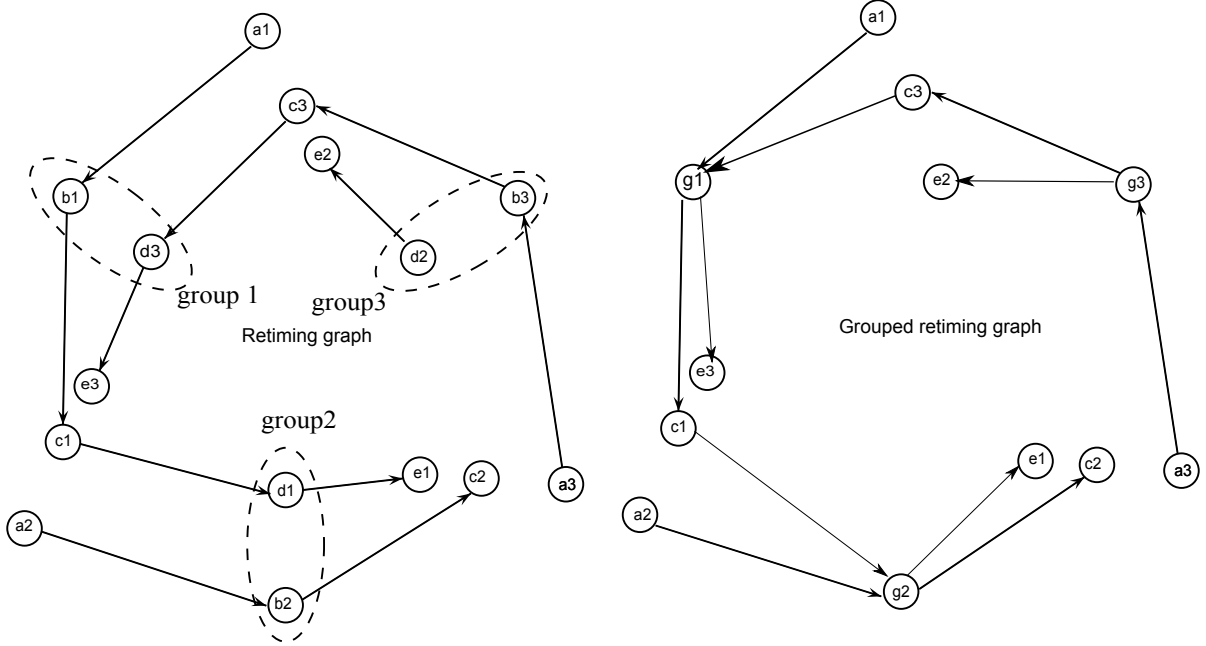 a1
c3
e2
b1
b3
d3
d2
group 1
group3
Retiming graph
e3
group2
c1
d1
e1
c2
a3
a2
b2
a1
c3
g1
e2
g3
Grouped retiming graph
e3
c1
e1
c2
a3
a2
g2